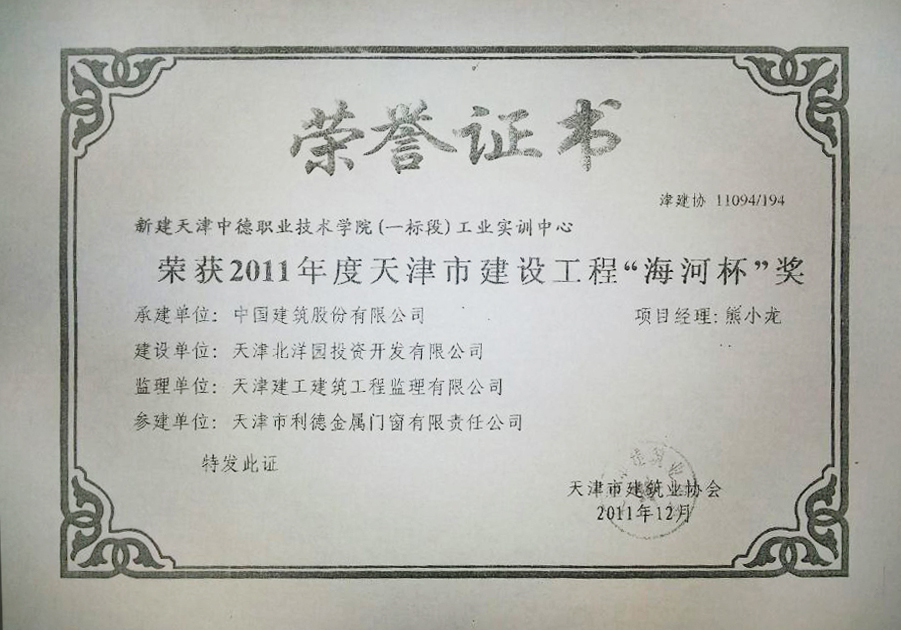 荣誉证书
津建协 11094/194
新建天津中德职业技术学院(一标段)工业实训中心
荣获2011年度天津市建设工程“海河杯”奖
承建单位: 中国建筑股份有限公司 项目经理: 熊小龙
建设单位: 天津北洋园投资开发有限公司
监理单位: 天津建工建筑工程监理有限公司
参建单位: 天津市利德金属门窗有限责任公司
特发此证
天津市建筑业协会
2011年12月